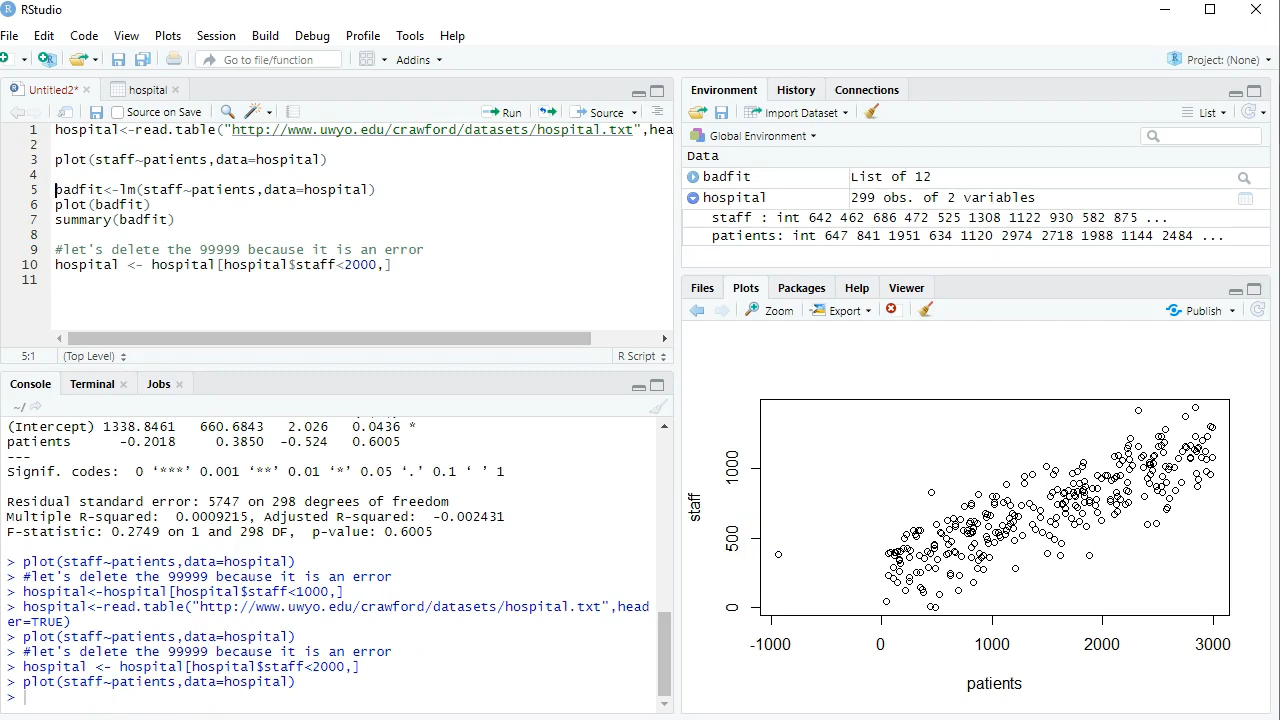 RStudio
File Edit Code View Plots Session Build Debug Profile Tools Help
Go to file/function Addins Project: (None)
Untitled2* hospital
Source on Save Run Source
1 hospital<-read.table("http://www.uwyo.edu/crawford/datasets/hospital.txt",hea
2
3 plot(staff~patients,data=hospital)
4
5 badfit<-lm(staff~patients,data=hospital)
6 plot(badfit)
7 summary(badfit)
8
9 #let's delete the 99999 because it is an error
10 hospital <- hospital[hospital$staff<2000,]
11
5:1 (Top Level) R Script
Console Terminal Jobs
~/
(Intercept) 1338.8461 660.6843 2.026 0.0436 *
patients -0.2018 0.3850 -0.524 0.6005
---
Signif. codes: 0 ‘***’ 0.001 ‘**’ 0.01 ‘*’ 0.05 ‘.’ 0.1 ‘ ’ 1
Residual standard error: 5747 on 298 degrees of freedom
Multiple R-squared: 0.0009215, Adjusted R-squared: -0.002431
F-statistic: 0.2749 on 1 and 298 DF, p-value: 0.6005
> plot(staff~patients,data=hospital)
> #let's delete the 99999 because it is an error
> hospital<-hospital[hospital$staff<1000,]
> hospital<-read.table("http://www.uwyo.edu/crawford/datasets/hospital.txt",head
er=TRUE)
> plot(staff~patients,data=hospital)
> #let's delete the 99999 because it is an error
> hospital <- hospital[hospital$staff<2000,]
> plot(staff~patients,data=hospital)
>
Environment History Connections
Import Dataset List
Global Environment
Data
badfit List of 12
hospital 299 obs. of 2 variables
staff : int 642 462 686 472 525 1308 1122 930 582 875 ...
patients: int 647 841 1951 634 1120 2974 2718 1988 1144 2484 ...
Files Plots Packages Help Viewer
Zoom Export Publish
staff
1000
500
0
-1000 0 1000 2000 3000
patients